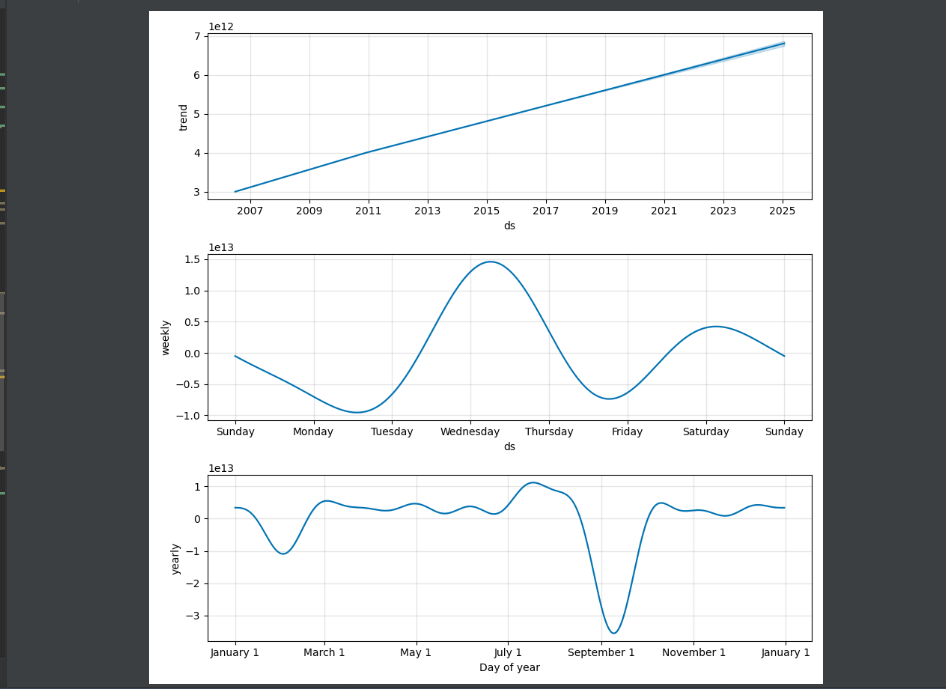 1e12
7
6
5
4
3
trend
2007 2009 2011 2013 2015 2017 2019 2021 2023 2025
ds
1e13
1.5
1.0
0.5
0.0
−0.5
−1.0
weekly
Sunday Monday Tuesday Wednesday Thursday Friday Saturday Sunday
ds
1e13
1
0
−1
−2
−3
yearly
January 1 March 1 May 1 July 1 September 1 November 1 January 1
Day of year